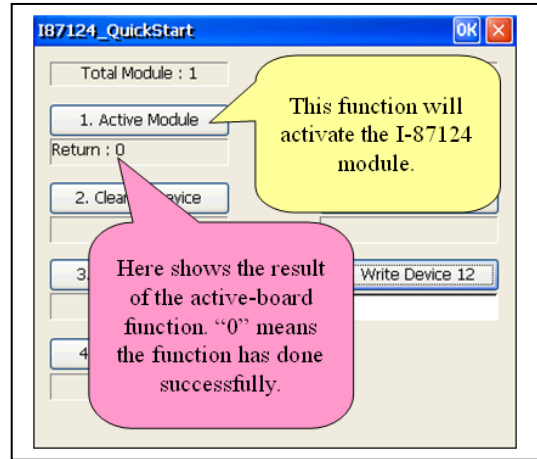 I87124_QuickStart
OK
Total Module : 1
1. Active Module
Return : 0
This function will
activate the I-87124
module.
2. Clear
evice
Here shows the result
of the active-board
function. “0” means
the function has done
successfully.
3.
Write Device 12
4